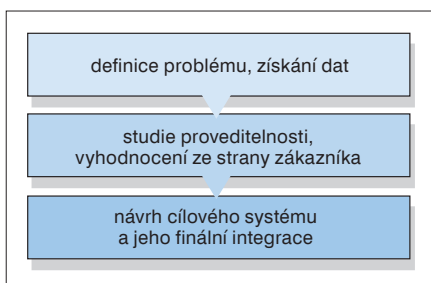 definice problému, získání dat
studie proveditelnosti,
vyhodnocení ze strany zákazníka
návrh cílového systému
a jeho finální integrace